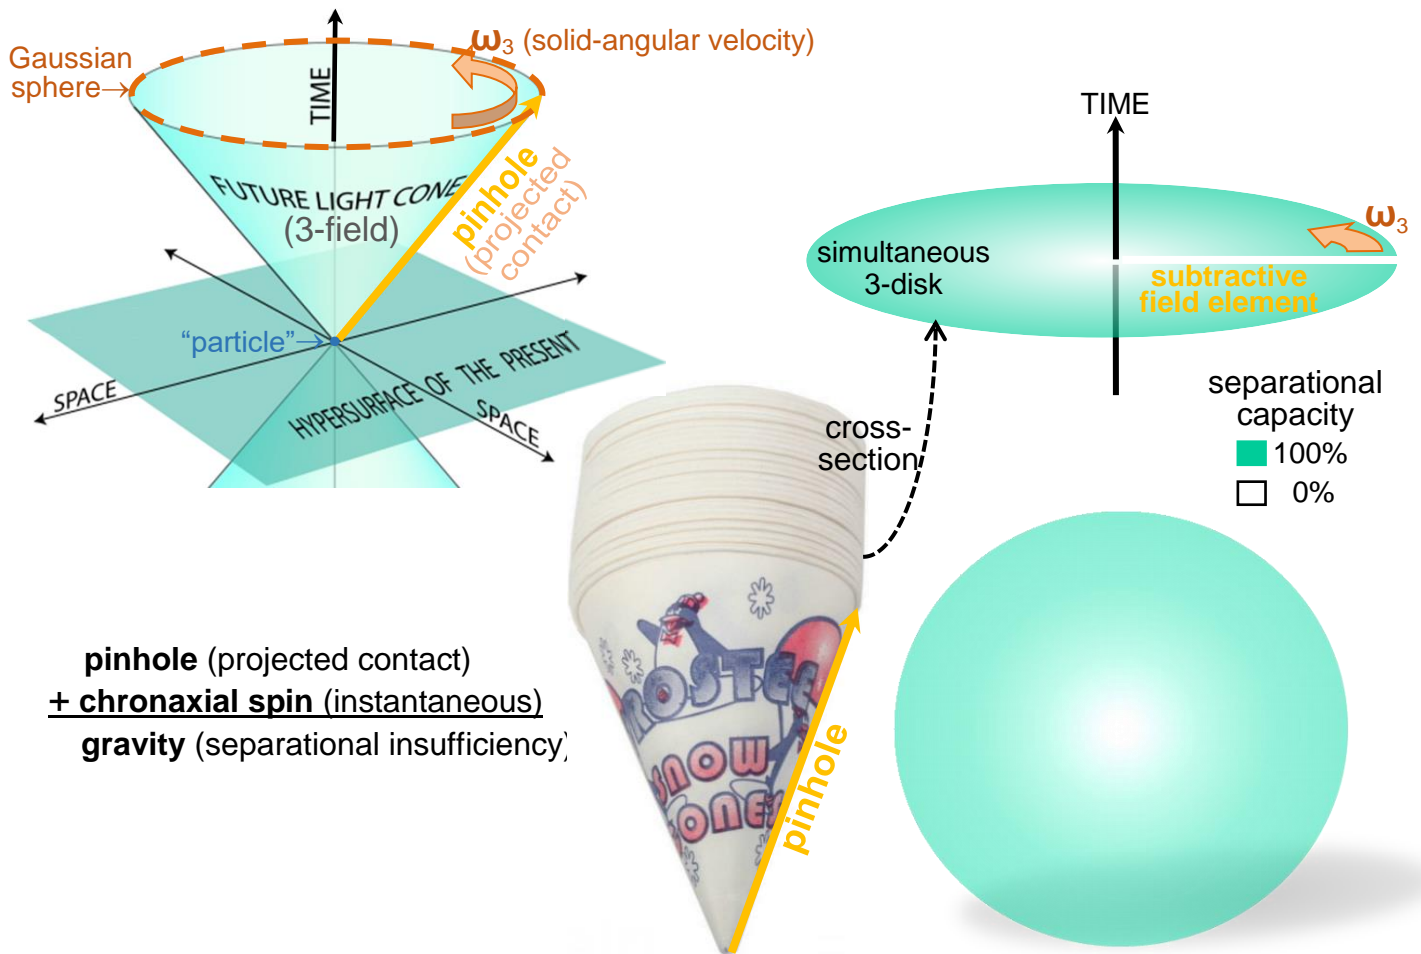 Gaussian
sphere→
ω3 (solid-angular velocity)
TIME
FUTURE LIGHT CONE
(3-field)
pinhole
(projected
contact)
"particle"→
SPACE
SPACE
HYPERSURFACE OF THE PRESENT
TIME
ω3
simultaneous
3-disk
subtractive
field element
separational
capacity
100%
0%
cross-
section
pinhole (projected contact)
+ chronaxial spin (instantaneous)
gravity (separational insufficiency)
ROSTEE
SNOW
ONES
pinhole